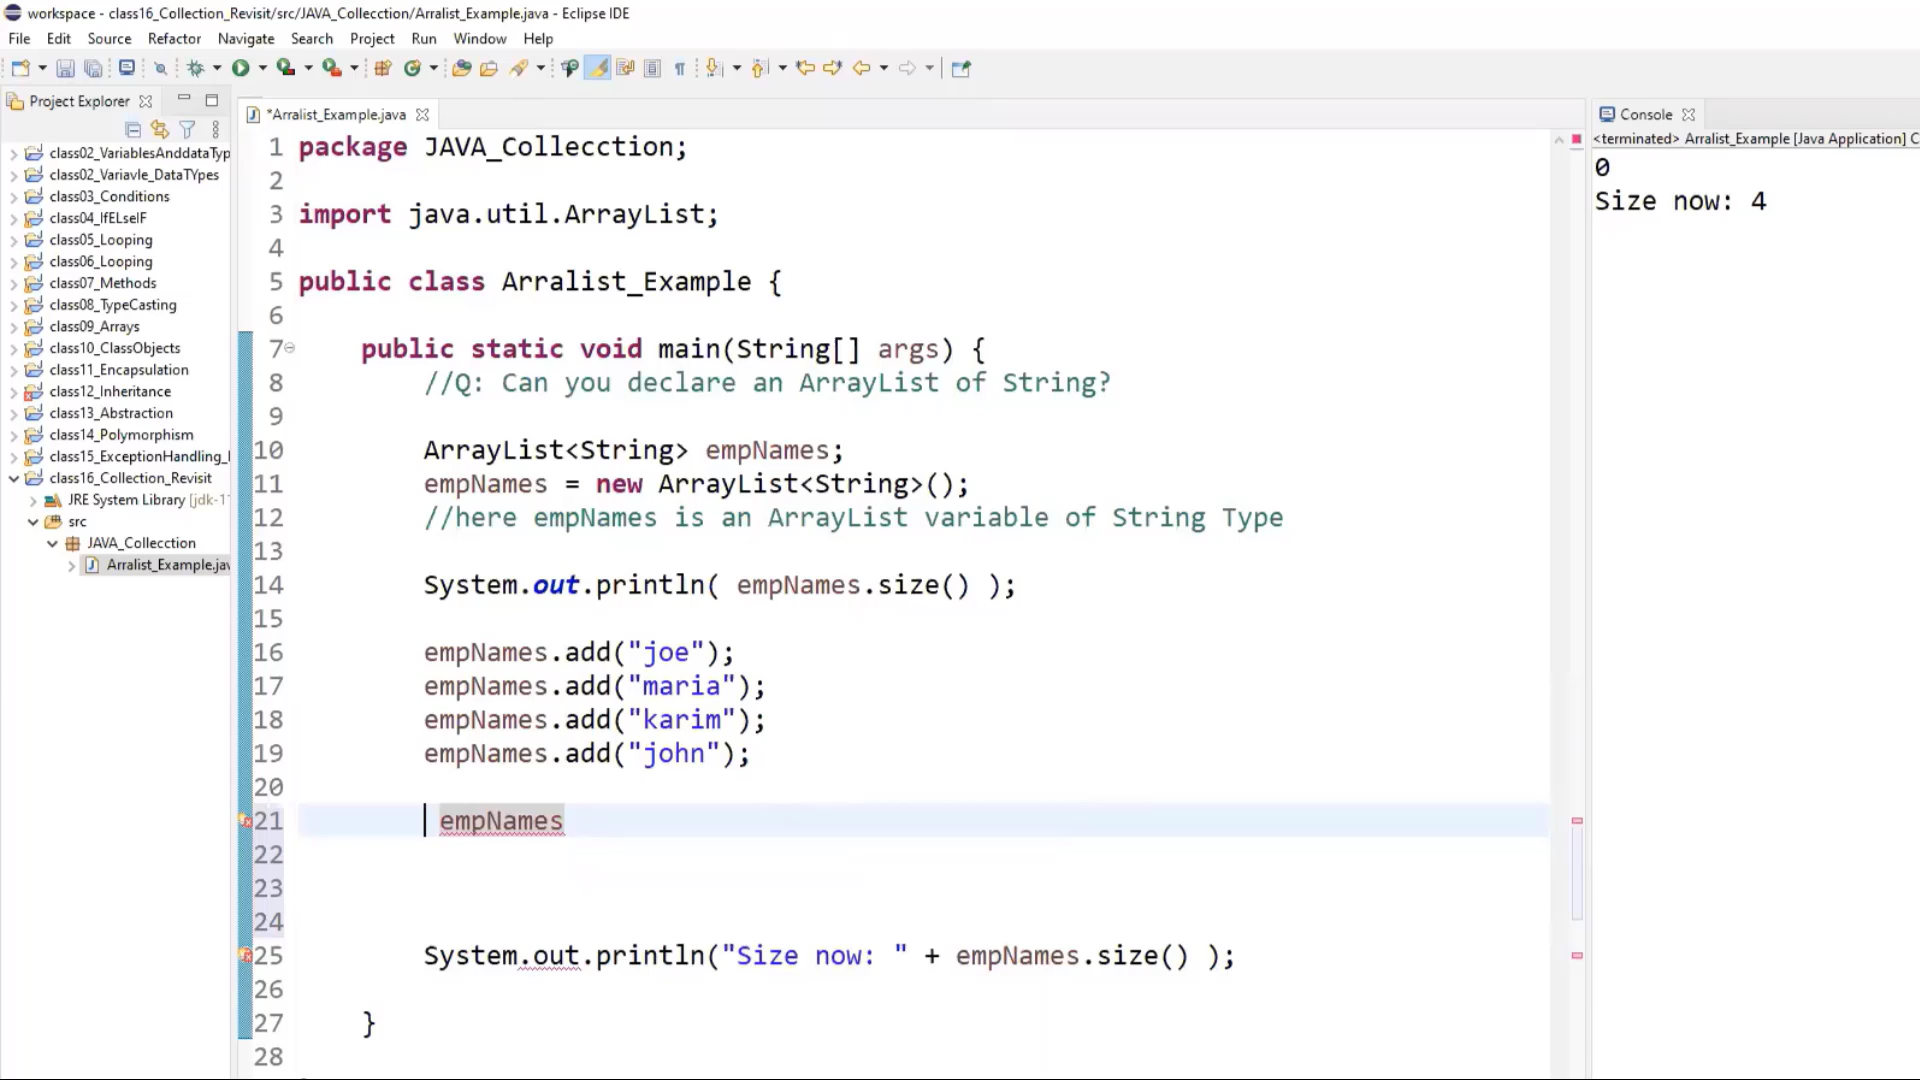 workspace - class16_Collection_Revisit/src/JAVA_Collecction/Arralist_Example.java - Eclipse IDE
File Edit Source Refactor Navigate Search Project Run Window Help
Project Explorer
class02_VariablesAnddataTyp
class02_Variavle_DataTYpes
class03_Conditions
class04_IfELseIF
class05_Looping
class06_Looping
class07_Methods
class08_TypeCasting
class09_Arrays
class10_ClassObjects
class11_Encapsulation
class12_Inheritance
class13_Abstraction
class14_Polymorphism
class15_ExceptionHandling_
class16_Collection_Revisit
JRE System Library [jdk-1
src
JAVA_Collecction
Arralist_Example.jav
*Arralist_Example.java
1 package JAVA_Collecction;
2
3 import java.util.ArrayList;
4
5 public class Arralist_Example {
6
7 public static void main(String[] args) {
8 //Q: Can you declare an ArrayList of String?
9
10 ArrayList<String> empNames;
11 empNames = new ArrayList<String>();
12 //here empNames is an ArrayList variable of String Type
13
14 System.out.println( empNames.size() );
15
16 empNames.add("joe");
17 empNames.add("maria");
18 empNames.add("karim");
19 empNames.add("john");
20
21 empNames
22
23
24
25 System.out.println("Size now: " + empNames.size() );
26
27 }
28
Console
<terminated> Arralist_Example [Java Application] C
0
Size now: 4